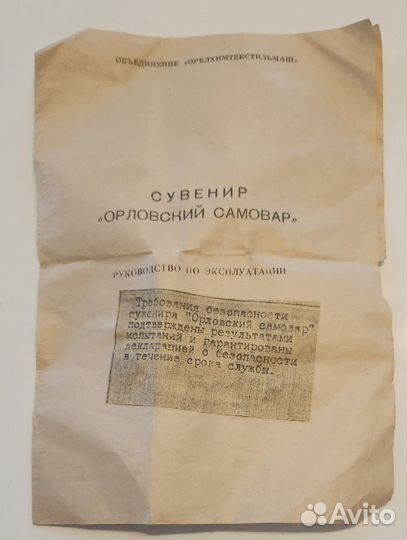 ОБЪЕДИНЕНИЕ «ОРЕЛХИМТЕКСТИЛЬМАШ»
СУВЕНИР
«ОРЛОВСКИЙ САМОВАР»
РУКОВОДСТВО ПО ЭКСПЛУАТАЦИИ
Требования безопасности
сувенира "Орловский самовар"
подтверждены результатами
испытаний и гарантированы
декларацией о безопасности
в течение срока службы.
Avito